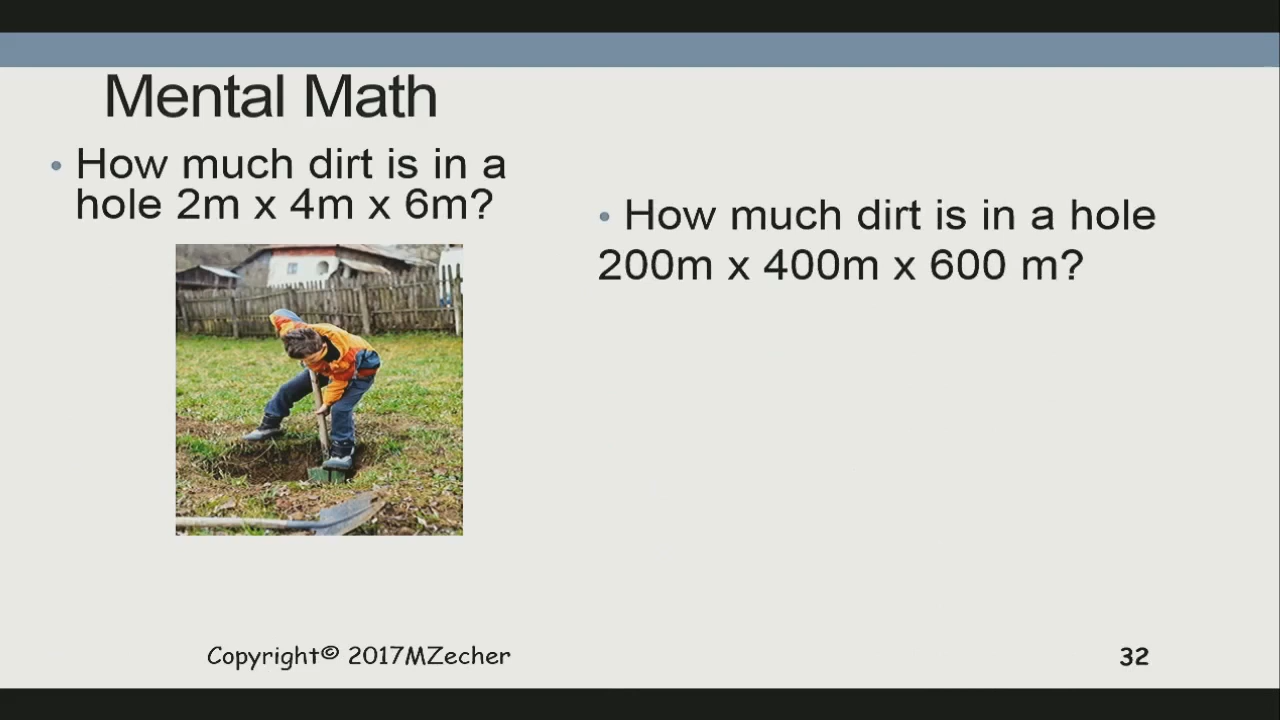 Mental Math
• How much dirt is in a
hole 2m x 4m x 6m?
• How much dirt is in a hole
200m x 400m x 600 m?
Copyright© 2017MZecher
32